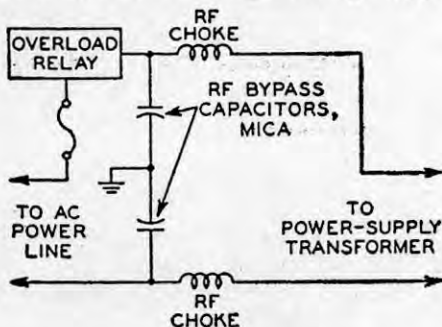 RF
CHOKE
OVERLOAD
RELAY
RF BYPASS
CAPACITORS,
MICA
TO AC
POWER
LINE
TO
POWER-SUPPLY
TRANSFORMER
RF
CHOKE